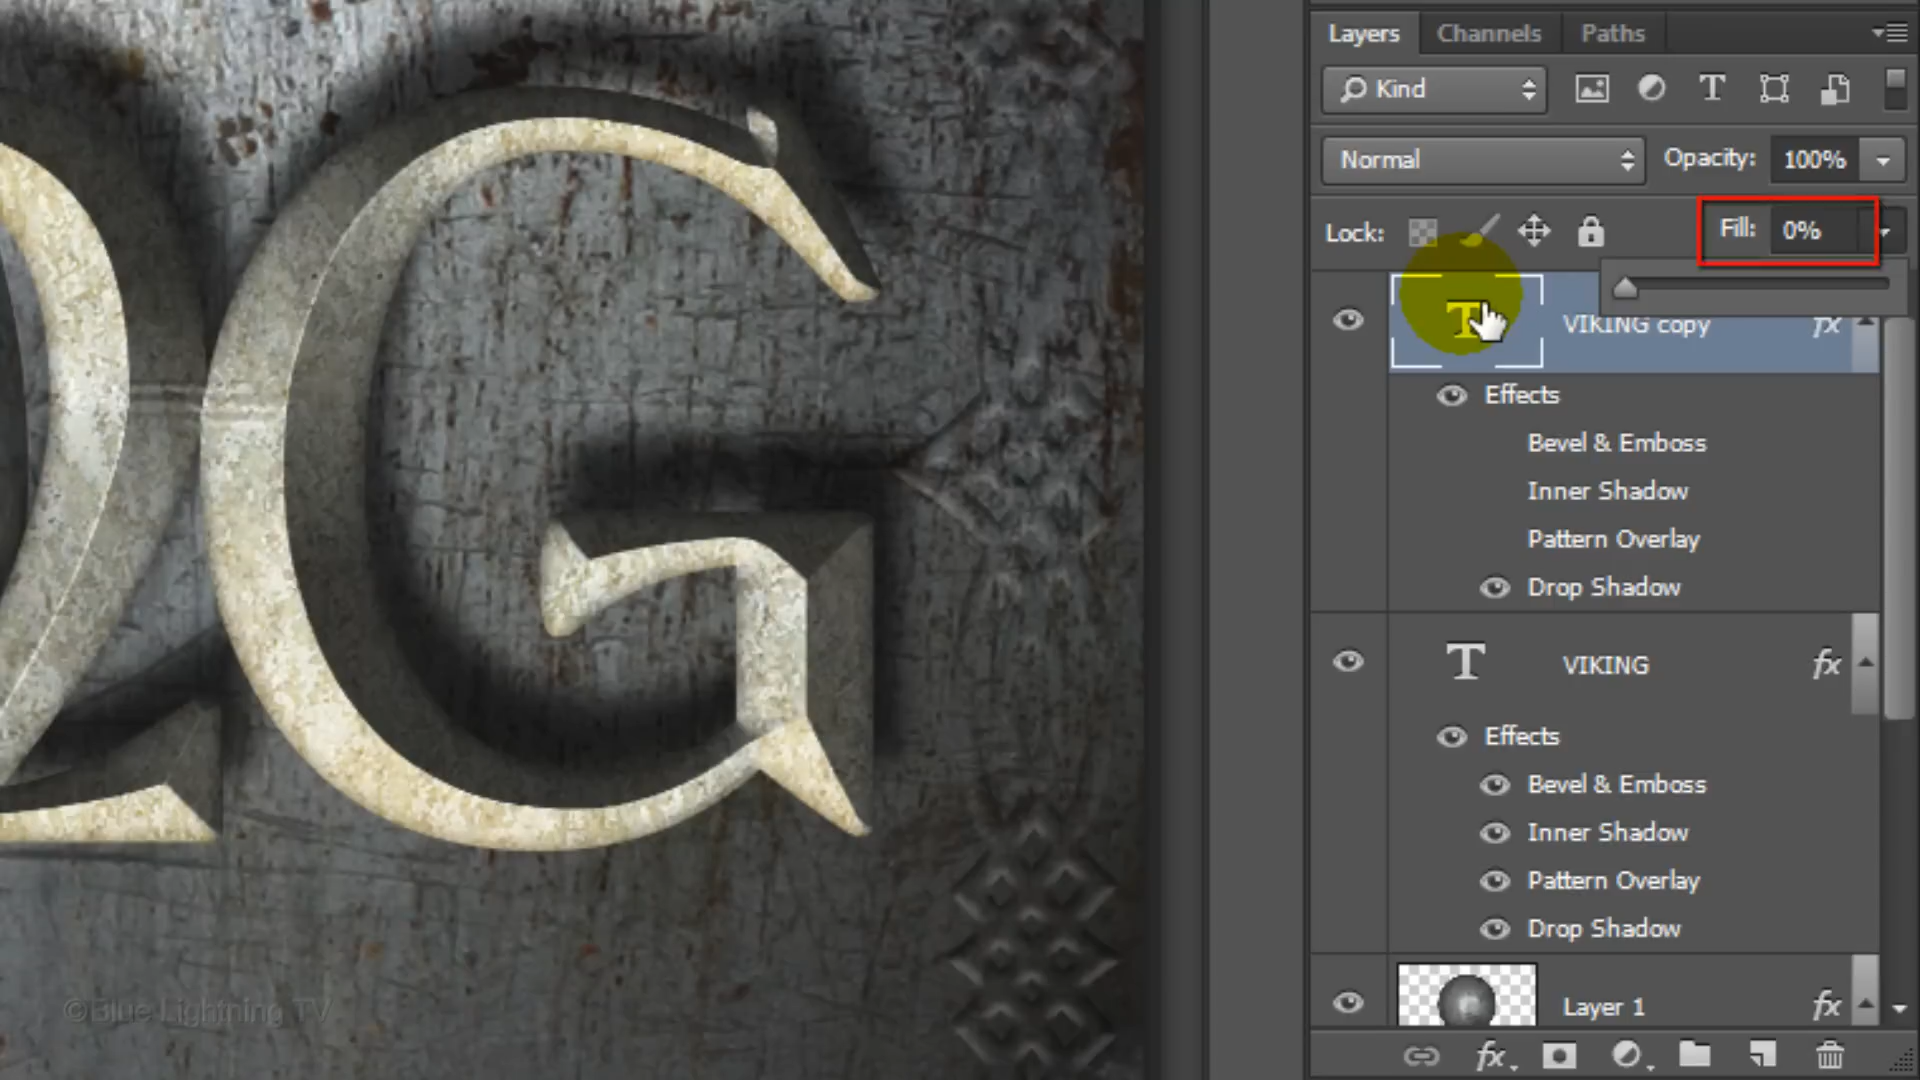 G
Layers Channels Paths
Kind T
Normal Opacity: 100%
Lock: Fill: 0%
T VIKING copy fx
Effects
Bevel & Emboss
Inner Shadow
Pattern Overlay
Drop Shadow
T VIKING fx
Effects
Bevel & Emboss
Inner Shadow
Pattern Overlay
Drop Shadow
Layer 1 fx
fx
©Blue Lightning TV